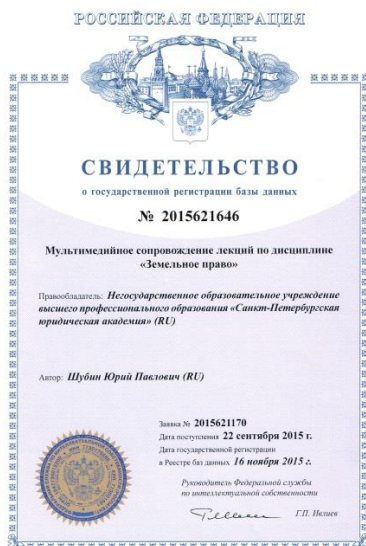 РОССИЙСКАЯ ФЕДЕРАЦИЯ
СВИДЕТЕЛЬСТВО
о государственной регистрации базы данных
№ 2015621646
Мультимедийное сопровождение лекций по дисциплине
«Земельное право»
Правообладатель: Негосударственное образовательное учреждение
высшего профессионального образования «Санкт-Петербургская
юридическая академия» (RU)
Автор: Шубин Юрий Павлович (RU)
Заявка № 2015621170
Дата поступления 22 сентября 2015 г.
Дата государственной регистрации
в Реестре баз данных 16 ноября 2015 г.
Руководитель Федеральной службы
по интеллектуальной собственности
Г.П. Ивлиев